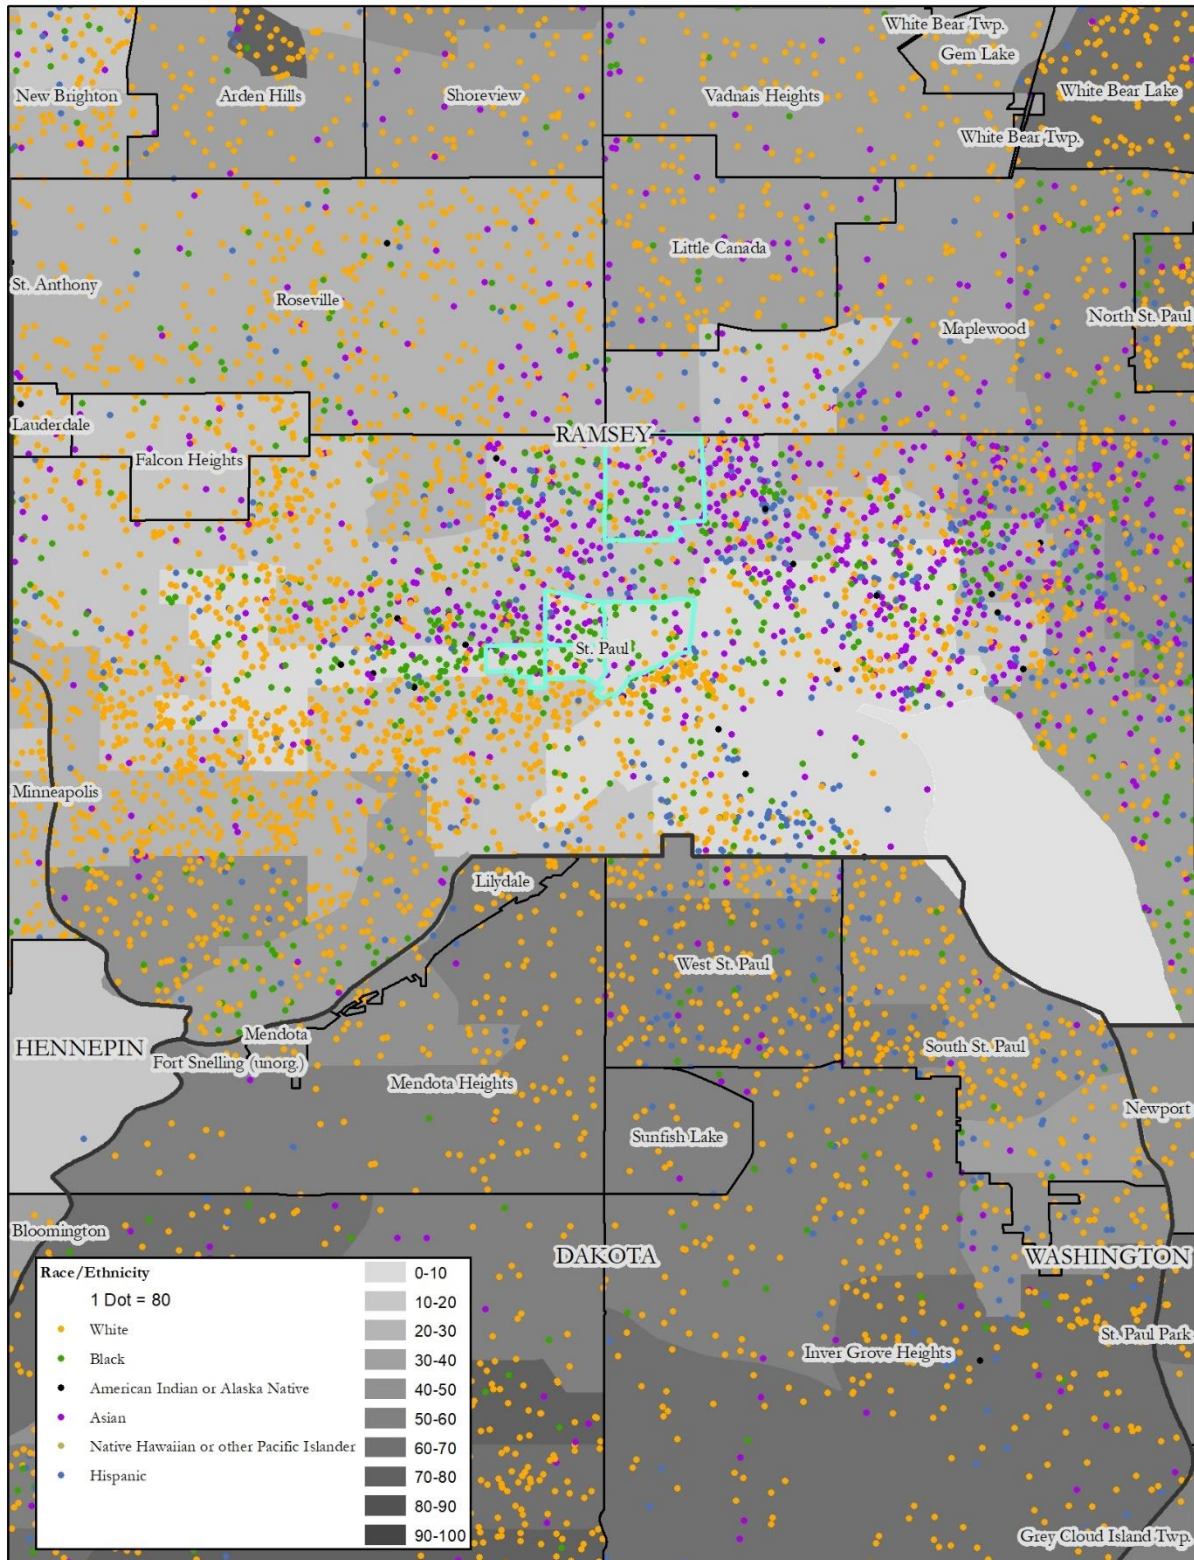 White Bear Twp.
Gem Lake
New Brighton
Arden Hills
Shoreview
Vadnais Heights
White Bear Lake
White Bear Twp.
Little Canada
St. Anthony
Roseville
Maplewood
North St. Paul
Lauderdale
RAMSEY
Falcon Heights
St. Paul
Minneapolis
Lilydale
West St. Paul
Mendota
HENNEPIN
Fort Snelling (unorg.)
South St. Paul
Mendota Heights
Newport
Sunfish Lake
Bloomington
DAKOTA
WASHINGTON
St. Paul Park
Inver Grove Heights
Grey Cloud Island Twp.
Race/Ethnicity
1 Dot = 80
White
Black
American Indian or Alaska Native
Asian
Native Hawaiian or other Pacific Islander
Hispanic
0-10
10-20
20-30
30-40
40-50
50-60
60-70
70-80
80-90
90-100